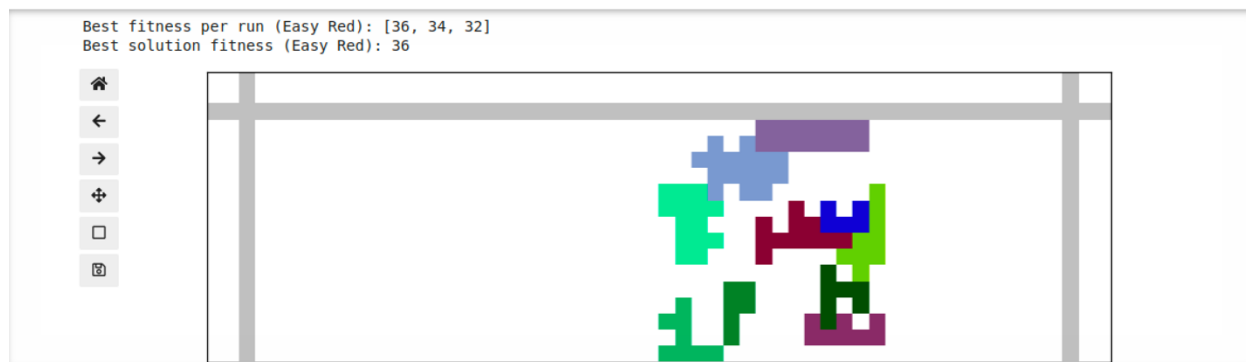 Best fitness per run (Easy Red): [36, 34, 32]
Best solution fitness (Easy Red): 36